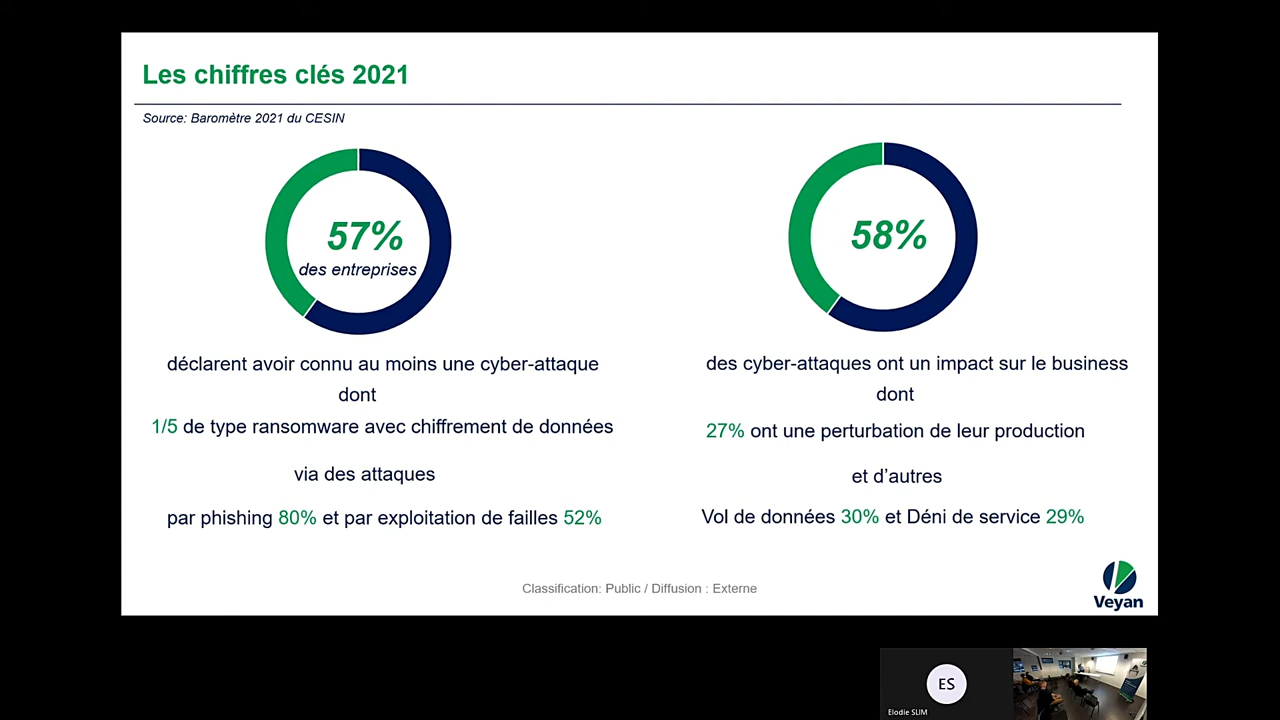 Les chiffres clés 2021
Source: Baromètre 2021 du CESIN
57%
des entreprises
déclarent avoir connu au moins une cyber-attaque
dont
1/5 de type ransomware avec chiffrement de données
via des attaques
par phishing 80% et par exploitation de failles 52%
58%
des cyber-attaques ont un impact sur le business
dont
27% ont une perturbation de leur production
et d’autres
Vol de données 30% et Déni de service 29%
Classification: Public / Diffusion : Externe
Veyan
ES
Elodie SLIM